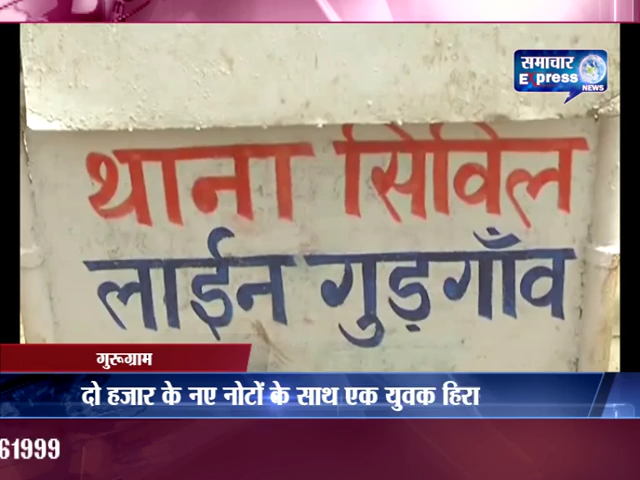 समाचार
Express
NEWS
थाना सिविल
लाईन गुड़गाँव
गुरूग्राम
दो हजार के नए नोटों के साथ एक युवक हिरा
61999